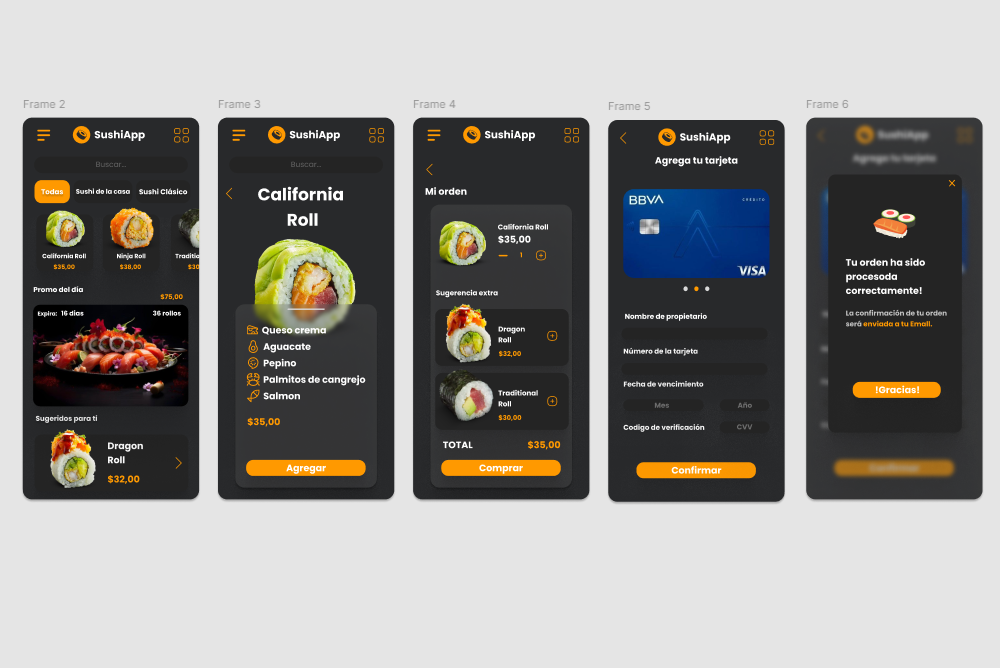 Frame 2
SushiApp
Buscar...
Todas
Sushi de la casa
Sushi Clásico
California Roll
$35,00
Ninja Roll
$38,00
Promo del día
$75,00
Expira: 16 días
36 rollos
Sugeridos para ti
Dragon
Roll
$32,00
Frame 3
SushiApp
Buscar...
California
Roll
Queso crema
Aguacate
Pepino
Palmitos de cangrejo
Salmon
$35,00
Agregar
Frame 4
SushiApp
Mi orden
California Roll
$35,00
1
Sugerencia extra
Dragon
Roll
$32,00
Traditional
Roll
$30,00
TOTAL $35,00
Comprar
Frame 5
SushiApp
Agrega tu tarjeta
BBVA
CRÉDITO
VISA
Nombre de propietario
Número de la tarjeta
Fecha de vencimiento
Mes
Año
Codigo de verificación
CVV
Confirmar
Frame 6
SushiApp
Agrega tu tarjeta
Tu orden ha sido
procesoda
correctamente!
La confirmación de tu orden
será enviada a tu Email.
!Gracias!
Confirmar